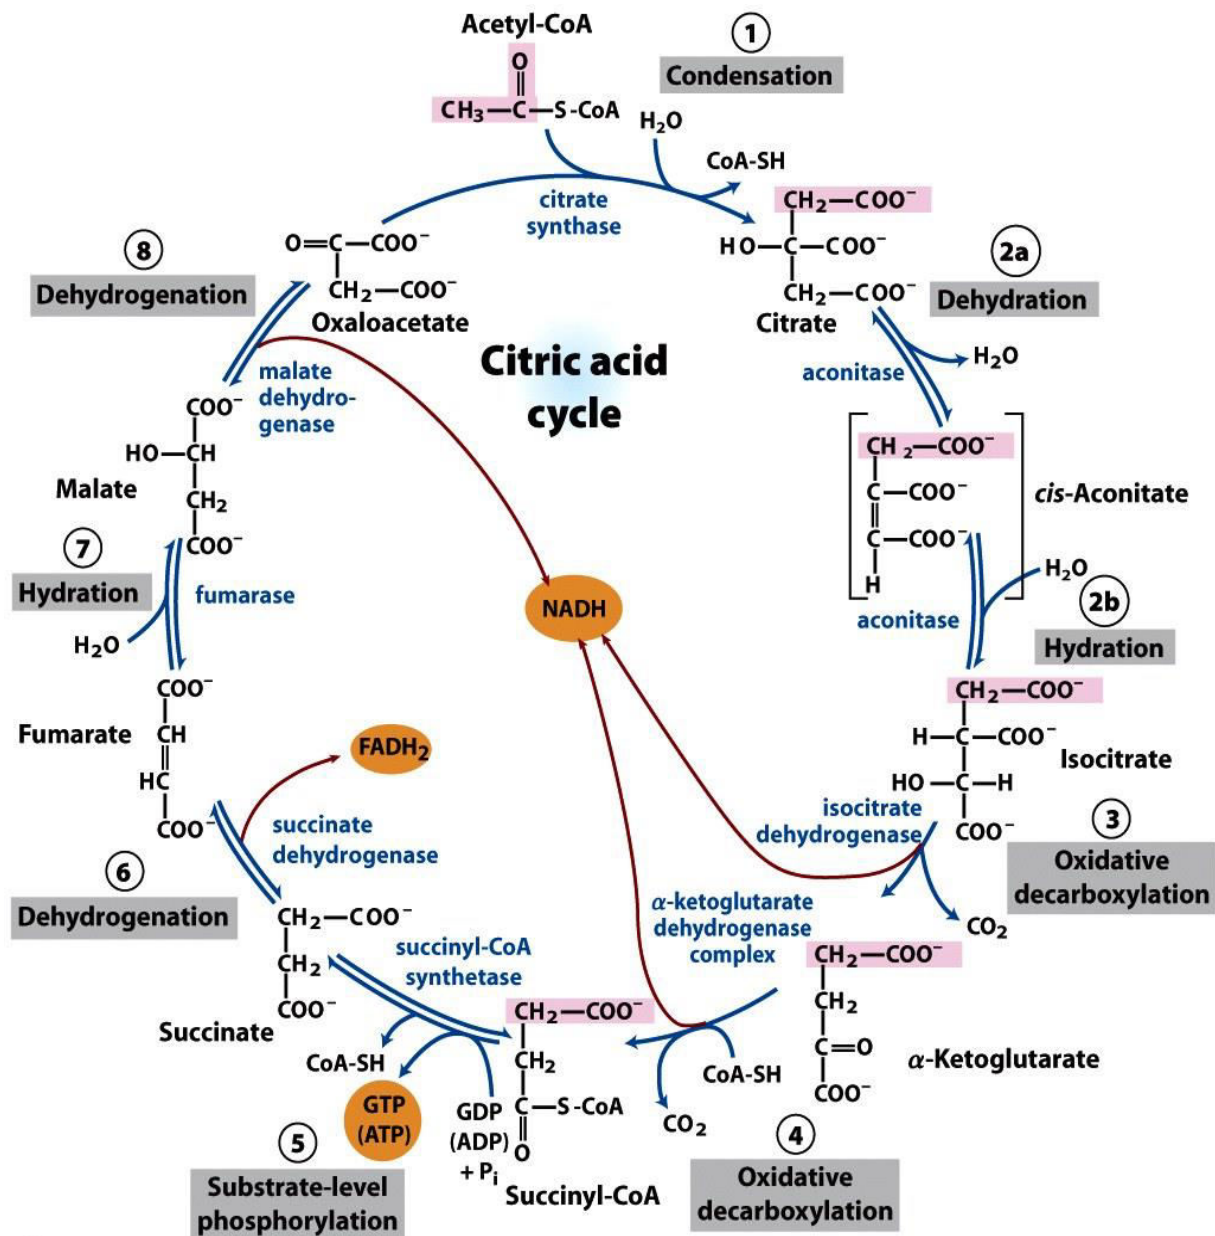 Acetyl-CoA
O
CH₃—C—S-CoA
1
Condensation
H₂O
CoA-SH
citrate
synthase
CH₂—COO⁻
HO—C—COO⁻
CH₂—COO⁻
Citrate
2a
Dehydration
H₂O
aconitase
CH₂—COO⁻
C—COO⁻
C—COO⁻
H
cis-Aconitate
H₂O
aconitase
2b
Hydration
CH₂—COO⁻
H—C—COO⁻
HO—C—H
COO⁻
Isocitrate
isocitrate
dehydrogenase
3
Oxidative
decarboxylation
CO₂
CH₂—COO⁻
CH₂
C=O
COO⁻
α-Ketoglutarate
α-ketoglutarate
dehydrogenase
complex
CoA-SH
CO₂
4
Oxidative
decarboxylation
CH₂—COO⁻
CH₂
C—S-CoA
O
Succinyl-CoA
succinyl-CoA
synthetase
GDP
(ADP)
+ Pᵢ
CoA-SH
GTP
(ATP)
5
Substrate-level
phosphorylation
CH₂—COO⁻
CH₂
COO⁻
Succinate
succinate
dehydrogenase
FADH₂
6
Dehydrogenation
COO⁻
CH
HC
COO⁻
Fumarate
H₂O
fumarase
7
Hydration
COO⁻
HO—CH
CH₂
COO⁻
Malate
malate
dehydro-
genase
8
Dehydrogenation
O=C—COO⁻
CH₂—COO⁻
Oxaloacetate
Citric acid
cycle
NADH